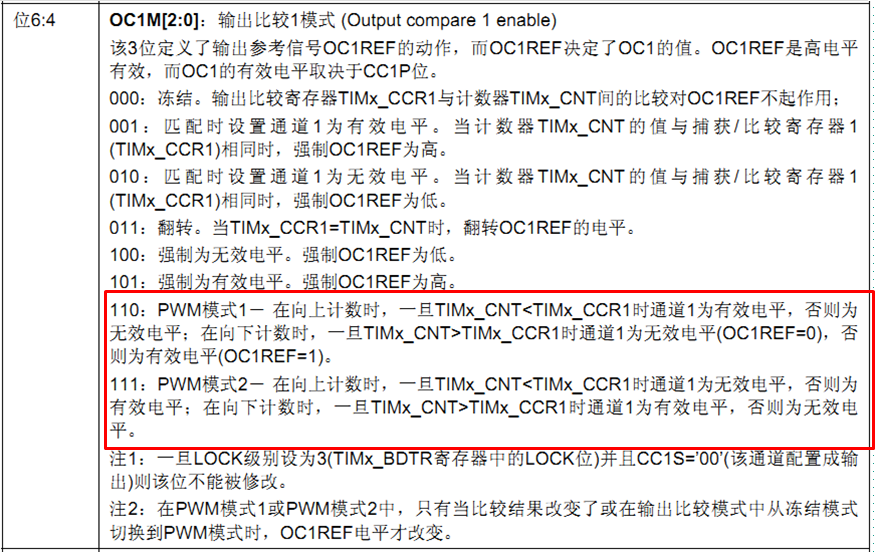 位6:4
OC1M[2:0]：输出比较1模式 (Output compare 1 enable)
该3位定义了输出参考信号OC1REF的动作，而OC1REF决定了OC1的值。OC1REF是高电平
有效，而OC1的有效电平取决于CC1P位。
000：冻结。输出比较寄存器TIMx_CCR1与计数器TIMx_CNT间的比较对OC1REF不起作用；
001：匹配时设置通道1为有效电平。当计数器TIMx_CNT的值与捕获/比较寄存器1
(TIMx_CCR1)相同时，强制OC1REF为高。
010：匹配时设置通道1为无效电平。当计数器TIMx_CNT的值与捕获/比较寄存器1
(TIMx_CCR1)相同时，强制OC1REF为低。
011：翻转。当TIMx_CCR1=TIMx_CNT时，翻转OC1REF的电平。
100：强制为无效电平。强制OC1REF为低。
101：强制为有效电平。强制OC1REF为高。
110：PWM模式1－ 在向上计数时，一旦TIMx_CNT<TIMx_CCR1时通道1为有效电平，否则为
无效电平；在向下计数时，一旦TIMx_CNT>TIMx_CCR1时通道1为无效电平(OC1REF=0)，否
则为有效电平(OC1REF=1)。
111：PWM模式2－ 在向上计数时，一旦TIMx_CNT<TIMx_CCR1时通道1为无效电平，否则为
有效电平；在向下计数时，一旦TIMx_CNT>TIMx_CCR1时通道1为有效电平，否则为无效电
平。
注1：一旦LOCK级别设为3(TIMx_BDTR寄存器中的LOCK位)并且CC1S='00'(该通道配置成输
出)则该位不能被修改。
注2：在PWM模式1或PWM模式2中，只有当比较结果改变了或在输出比较模式中从冻结模式
切换到PWM模式时，OC1REF电平才改变。